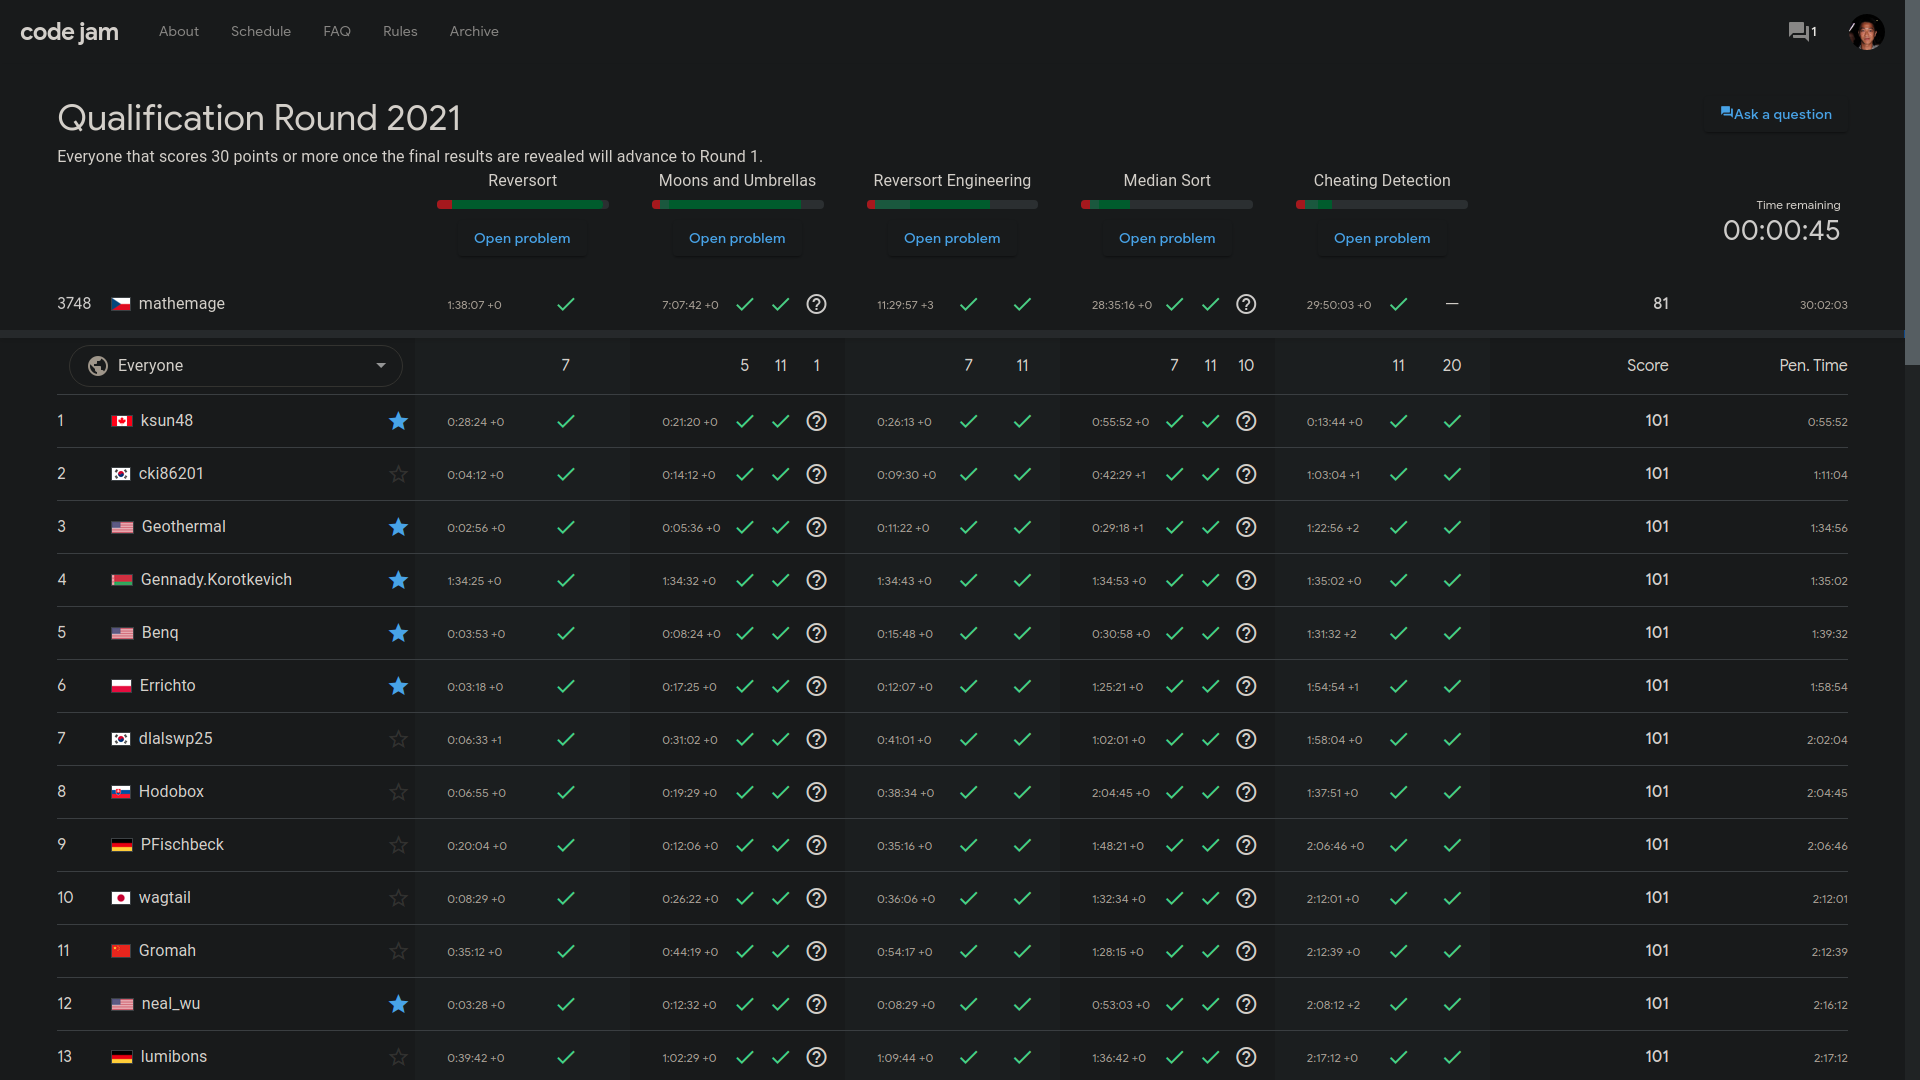 code jam About Schedule FAQ Rules Archive 1
Qualification Round 2021
Ask a question
Everyone that scores 30 points or more once the final results are revealed will advance to Round 1.
Reversort Moons and Umbrellas Reversort Engineering Median Sort Cheating Detection
Time remaining
00:00:45
Open problem Open problem Open problem Open problem Open problem
3748 mathemage 1:38:07 +0 7:07:42 +0 11:29:57 +3 28:35:16 +0 29:50:03 +0 81 30:02:03
Everyone 7 5 11 1 7 11 7 11 10 11 20 Score Pen. Time
1 ksun48 0:28:24 +0 0:21:20 +0 0:26:13 +0 0:55:52 +0 0:13:44 +0 101 0:55:52
2 cki86201 0:04:12 +0 0:14:12 +0 0:09:30 +0 0:42:29 +1 1:03:04 +1 101 1:11:04
3 Geothermal 0:02:56 +0 0:05:36 +0 0:11:22 +0 0:29:18 +1 1:22:56 +2 101 1:34:56
4 Gennady.Korotkevich 1:34:25 +0 1:34:32 +0 1:34:43 +0 1:34:53 +0 1:35:02 +0 101 1:35:02
5 Benq 0:03:53 +0 0:08:24 +0 0:15:48 +0 0:30:58 +0 1:31:32 +2 101 1:39:32
6 Errichto 0:03:18 +0 0:17:25 +0 0:12:07 +0 1:25:21 +0 1:54:54 +1 101 1:58:54
7 dlalswp25 0:06:33 +1 0:31:02 +0 0:41:01 +0 1:02:01 +0 1:58:04 +0 101 2:02:04
8 Hodobox 0:06:55 +0 0:19:29 +0 0:38:34 +0 2:04:45 +0 1:37:51 +0 101 2:04:45
9 PFischbeck 0:20:04 +0 0:12:06 +0 0:35:16 +0 1:48:21 +0 2:06:46 +0 101 2:06:46
10 wagtail 0:08:29 +0 0:26:22 +0 0:36:06 +0 1:32:34 +0 2:12:01 +0 101 2:12:01
11 Gromah 0:35:12 +0 0:44:19 +0 0:54:17 +0 1:28:15 +0 2:12:39 +0 101 2:12:39
12 neal_wu 0:03:28 +0 0:12:32 +0 0:08:29 +0 0:53:03 +0 2:08:12 +2 101 2:16:12
13 lumibons 0:39:42 +0 1:02:29 +0 1:09:44 +0 1:36:42 +0 2:17:12 +0 101 2:17:12